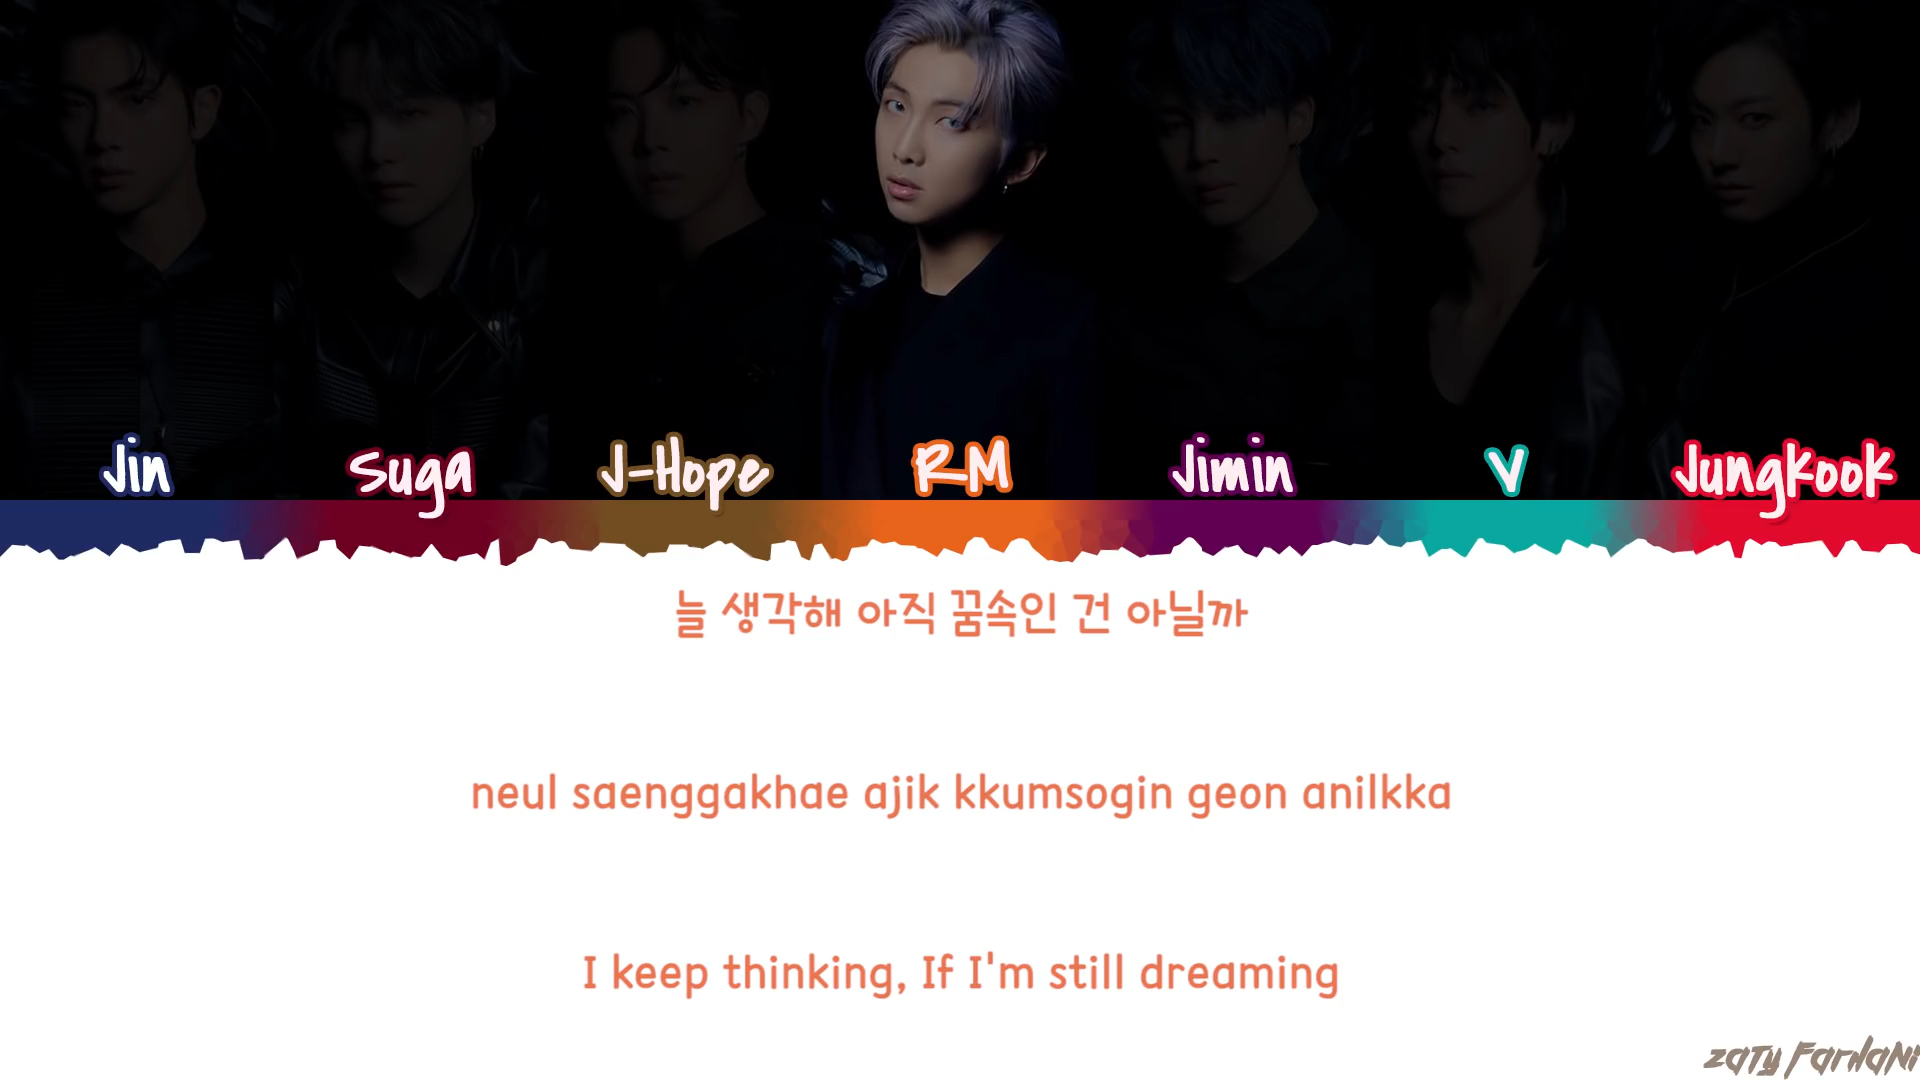 Jin Suga J-Hope RM Jimin V Jungkook
늘 생각해 아직 꿈속인 건 아닐까
neul saenggakhae ajik kkumsogin geon anilkka
I keep thinking, If I'm still dreaming
ZATY FARHANI